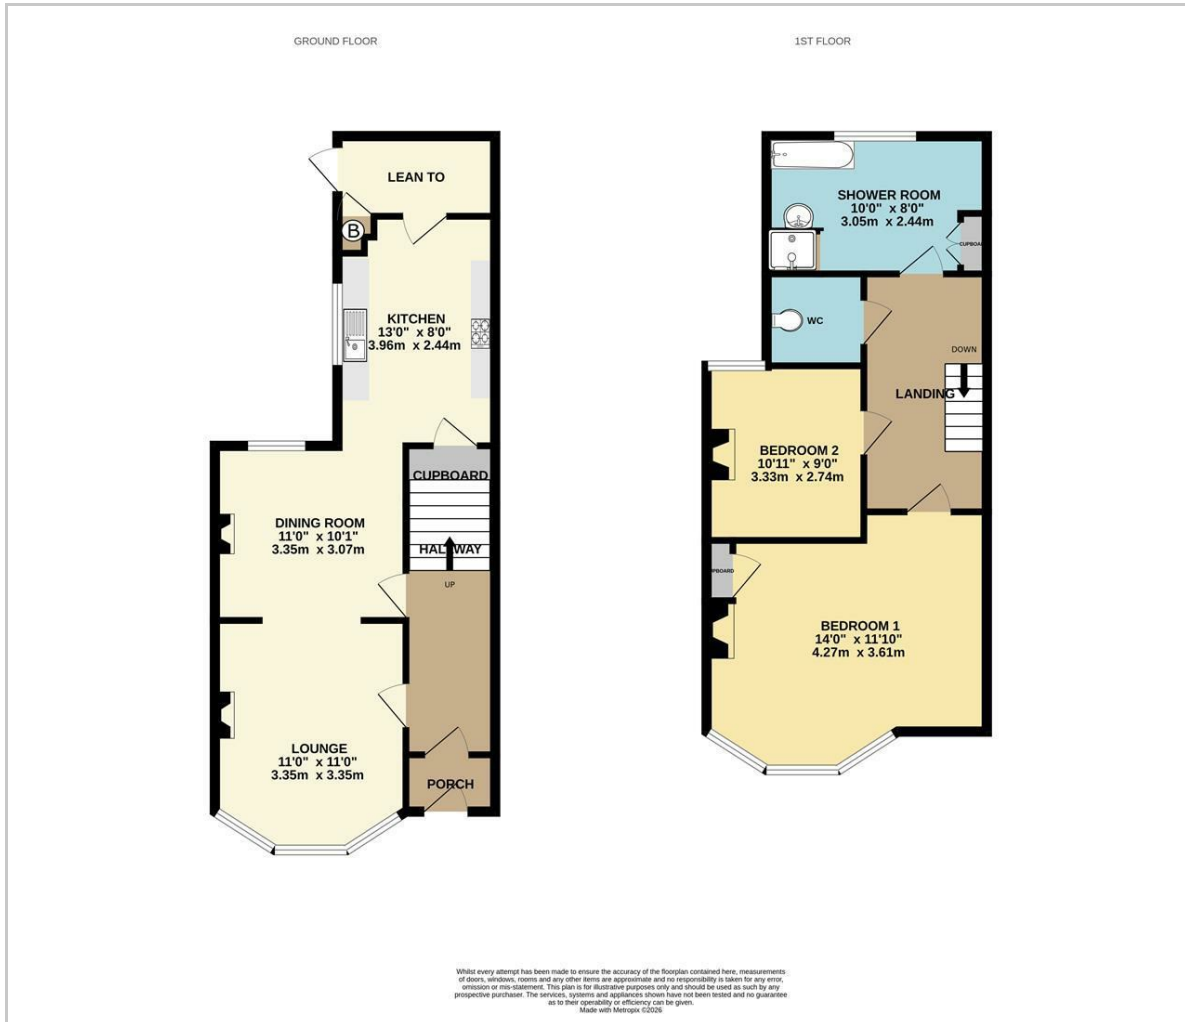 GROUND FLOOR
LEAN TO
B
KITCHEN
13'0" x 8'0"
3.96m x 2.44m
CUPBOARD
DINING ROOM
11'0" x 10'1"
3.35m x 3.07m
HALLWAY
UP
LOUNGE
11'0" x 11'0"
3.35m x 3.35m
PORCH
1ST FLOOR
SHOWER ROOM
10'0" x 8'0"
3.05m x 2.44m
CUPBOA
WC
DOWN
LANDING
BEDROOM 2
10'11" x 9'0"
3.33m x 2.74m
PBOARD
BEDROOM 1
14'0" x 11'10"
4.27m x 3.61m
Whilst every attempt has been made to ensure the accuracy of the floorplan contained here, measurements
of doors, windows, rooms and any other items are approximate and no responsibility is taken for any error,
omission or mis-statement. This plan is for illustrative purposes only and should be used as such by any
prospective purchaser. The services, systems and appliances shown have not been tested and no guarantee
as to their operability or efficiency can be given.
Made with Metropix ©2026